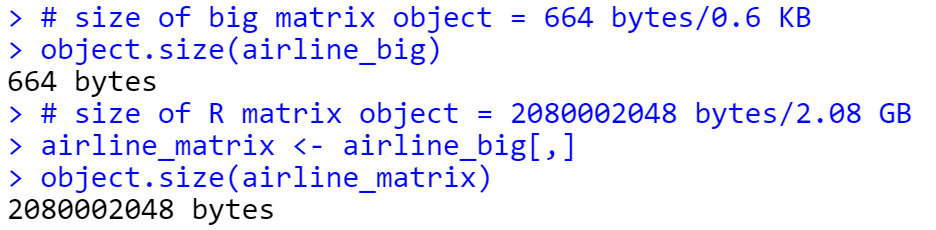 > # size of big matrix object = 664 bytes/0.6 KB
> object.size(airline_big)
664 bytes
> # size of R matrix object = 2080002048 bytes/2.08 GB
> airline_matrix <- airline_big[,]
> object.size(airline_matrix)
2080002048 bytes